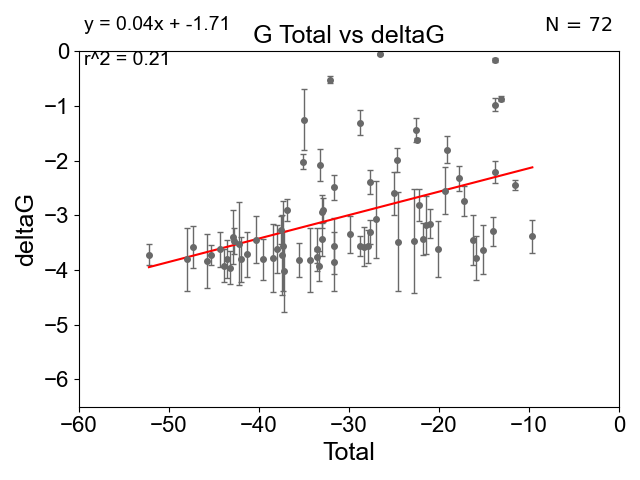 y = 0.04x + -1.71
N = 72
G Total vs deltaG
r^2 = 0.21
0
−1
−2
−3
−4
−5
−6
deltaG
−60
−50
−40
−30
−20
−10
0
Total